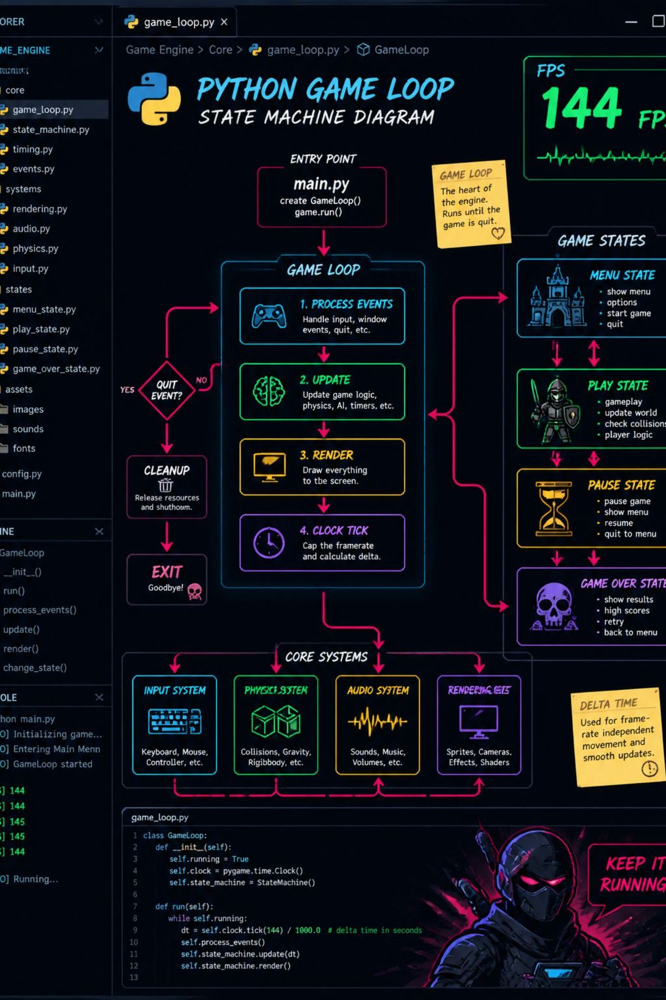 ORER
ME_ENGINE
core
game_loop.py
state_machine.py
timing.py
events.py
systems
rendering.py
audio.py
physics.py
input.py
states
menu_state.py
play_state.py
pause_state.py
game_over_state.py
assets
images
sounds
fonts
config.py
main.py
INE
GameLoop
__init__()
run()
process_events()
update()
render()
change_state()
OLE
hon main.py
O] Initializing game...
O] Entering Main Menn
O] GameLoop started
S] 144
S] 144
S] 145
S] 145
S] 144
O] Running...
game_loop.py ×
Game Engine > Core > game_loop.py > GameLoop
PYTHON GAME LOOP
STATE MACHINE DIAGRAM
FPS
144 FPS
ENTRY POINT
main.py
create GameLoop()
game.run()
GAME LOOP
The heart of
the engine.
Runs until the
game is quit.
GAME LOOP
1. PROCESS EVENTS
Handle input, window
events, quit, etc.
2. UPDATE
Update game logic,
physics, AI, timers, etc.
3. RENDER
Draw everything
to tbe screen.
4. CLOCK TICK
Cap the framerate
and calculate delta.
YES
QUIT
EVENT?
NO
CLEANUP
Release resources
and shuthown.
EXIT
Goodbye!
GAME STATES
MENU STATE
• show menu
• options
• start game
• quit
PLAY STATE
• gameplay
• update world
• check collisions
• player logic
PAUSE STATE
• pause game
• show menu
• resume
• quit to menu
GAME OVER STATE
• show results
• high scores
• retry
• back to menu
CORE SYSTEMS
INPUT SYSTEM
Keyboard, Mouse,
Controller, etc.
Collisions, Gravity,
Rigibbody, etc.
AUDIO SYSTEM
Sounds, Music,
Volumes, etc.
Sprites, Cameras,
Effects, Shaders
DELTA TIME
Used for frame-
rate independent
movement and
smooth updates.
game_loop.py
1 class GameLoop:
2 def __init__(self):
3 self.running = True
4 self.clock = pygame.time.Clock()
5 self.state_machine = StateMachine()
6
7 def run(self):
8 while self.running:
9 dt = self.clock.tick(144) / 1000.0 # delta time in seconds
10 self.process_events()
11 self.state_machine.update(dt)
12 self.state_machine.render()
13
KEEP IT
RUNNING